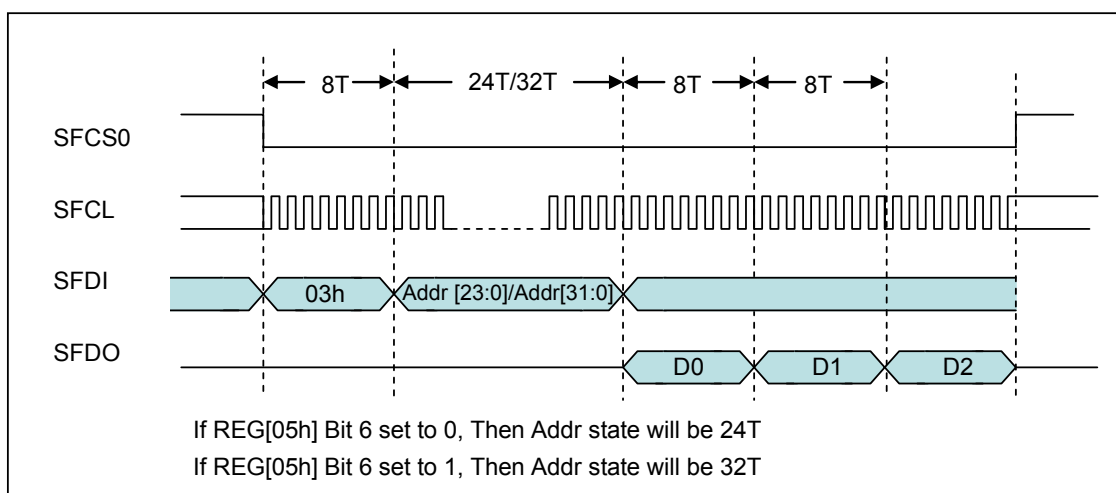 8T 24T/32T 8T 8T
SFCS0
SFCL
SFDI 03h Addr [23:0]/Addr[31:0]
SFDO D0 D1 D2
If REG[05h] Bit 6 set to 0, Then Addr state will be 24T
If REG[05h] Bit 6 set to 1, Then Addr state will be 32T